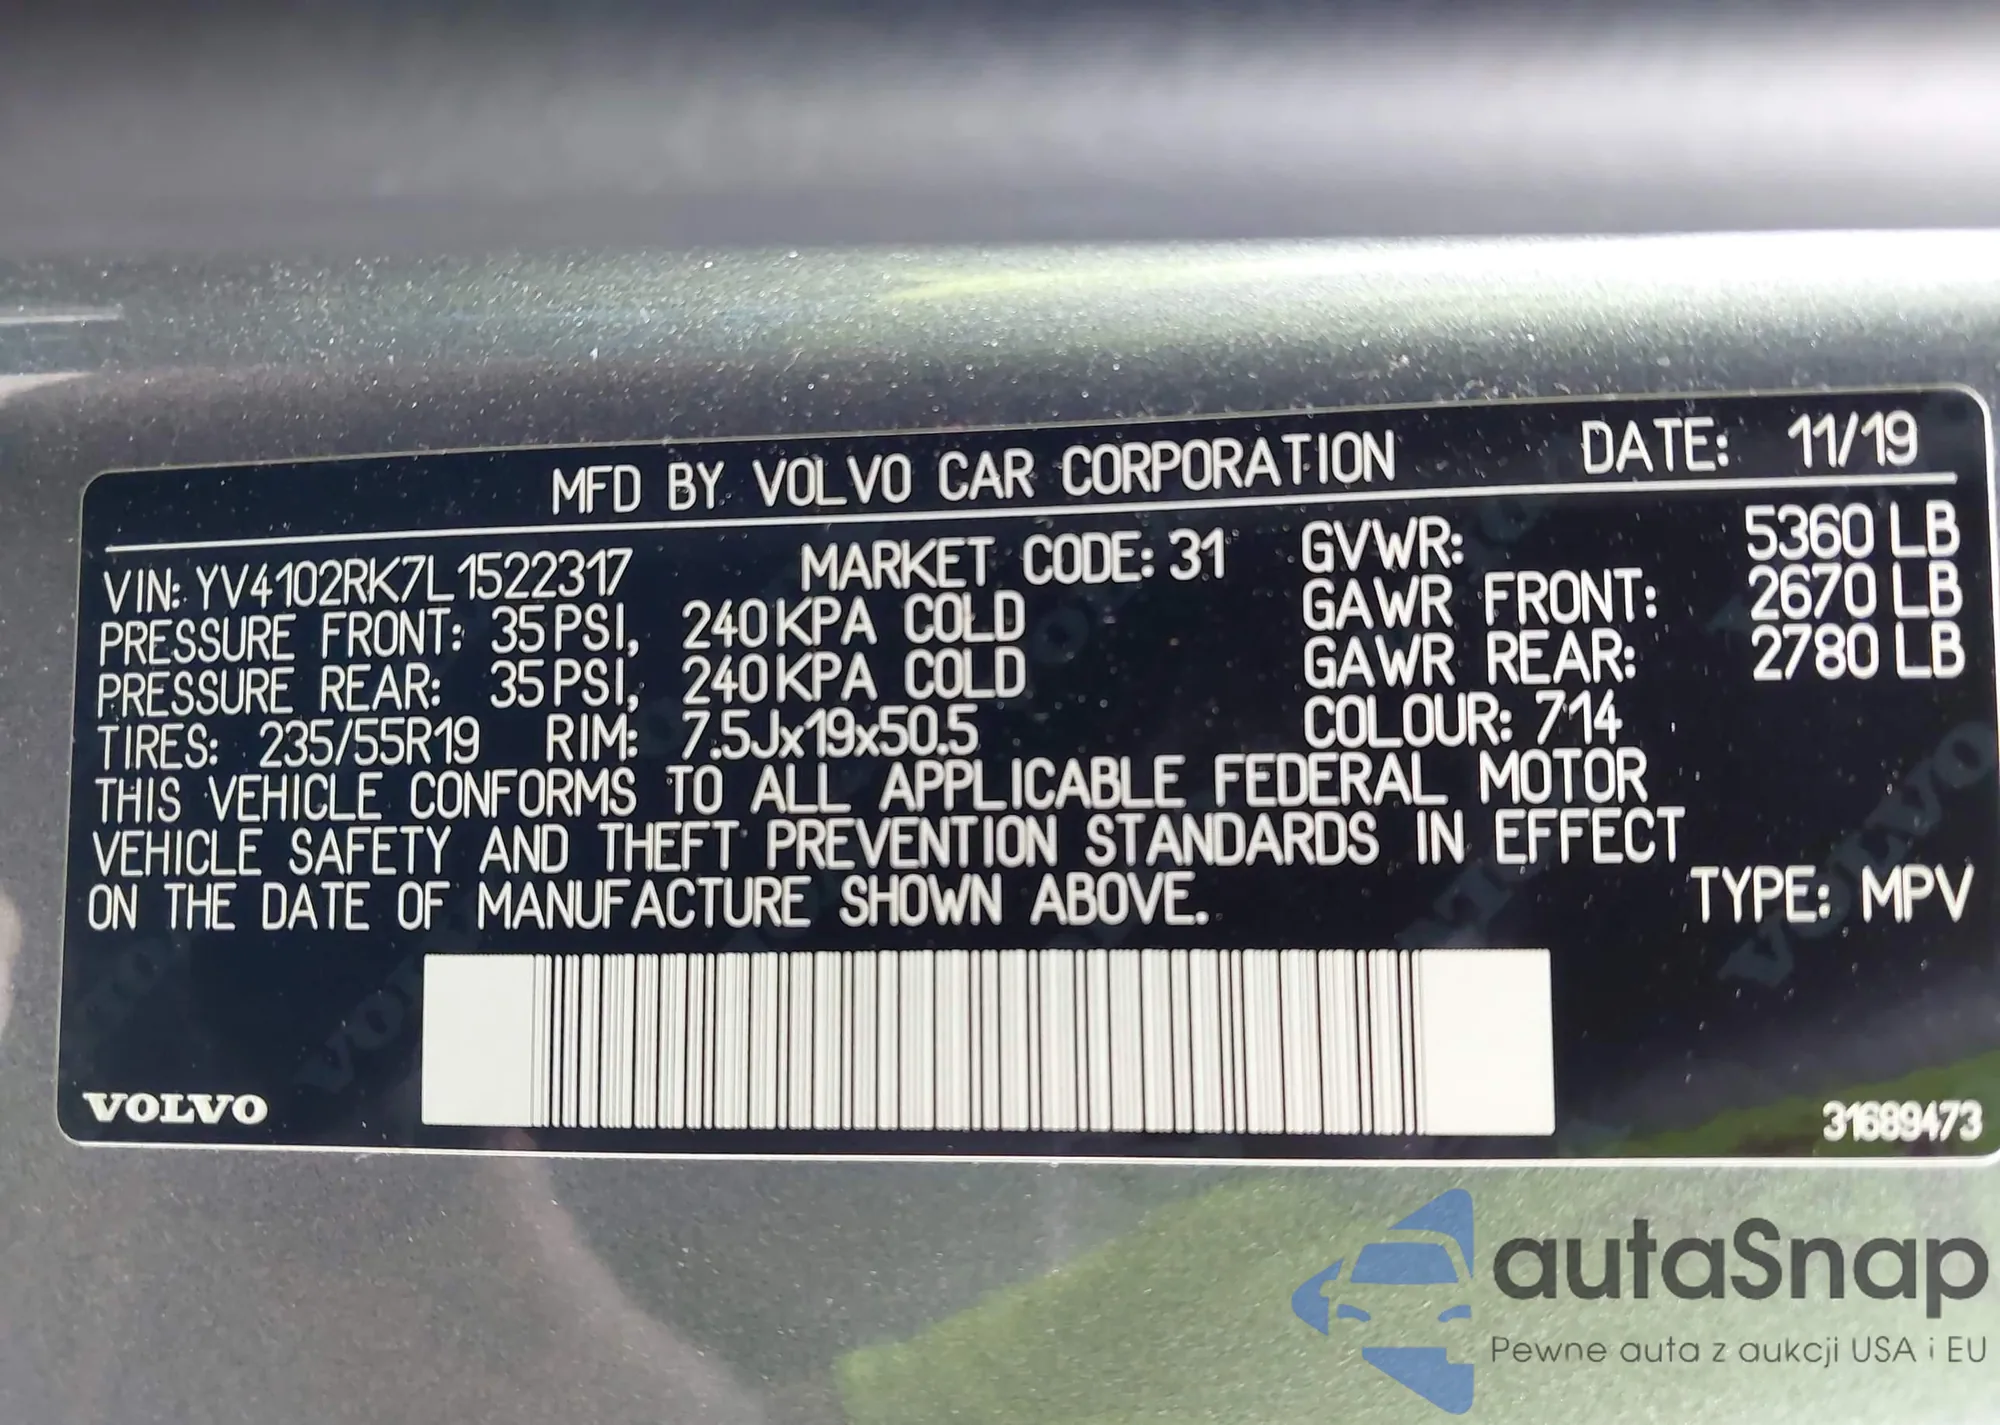 MFD BY VOLVO CAR CORPORATION DATE: 11/19
VIN: YV4102RK7L1522317 MARKET CODE: 31 GVWR: 5360 LB
PRESSURE FRONT: 35 PSI, 240 KPA COLD GAWR FRONT: 2670 LB
PRESSURE REAR: 35 PSI, 240 KPA COLD GAWR REAR: 2780 LB
TIRES: 235/55R19 RIM: 7.5Jx19x50.5 COLOUR: 714
THIS VEHICLE CONFORMS TO ALL APPLICABLE FEDERAL MOTOR
VEHICLE SAFETY AND THEFT PREVENTION STANDARDS IN EFFECT
ON THE DATE OF MANUFACTURE SHOWN ABOVE. TYPE: MPV
VOLVO 31689473
autaSnap
Pewne auta z aukcji USA i EU